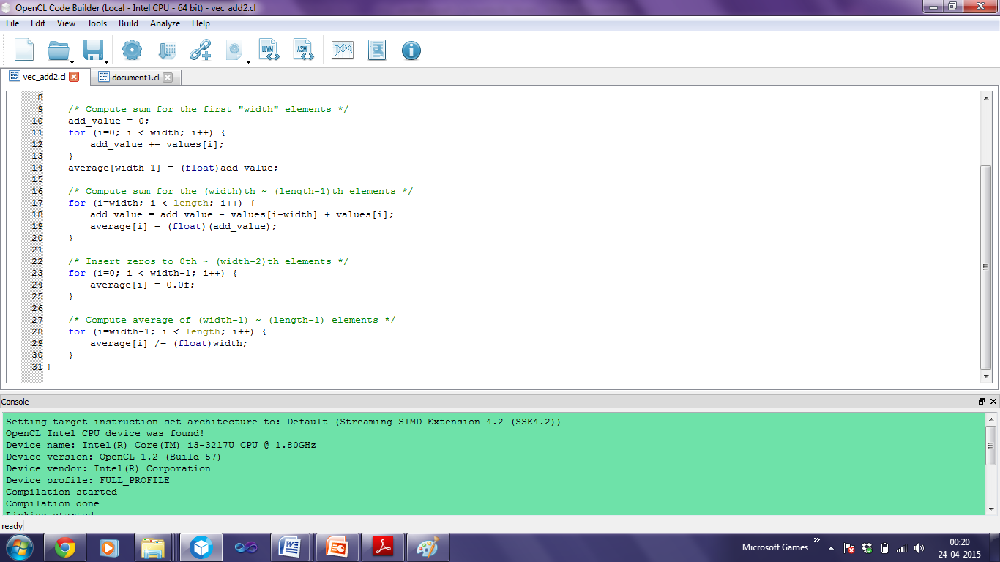 OpenCL Code Builder (Local - Intel CPU - 64 bit) - vec_add2.cl
File Edit View Tools Build Analyze Help
LLVM ASM
vec_add2.cl document1.cl
8
9 /* Compute sum for the first "width" elements */
10 add_value = 0;
11 for (i=0; i < width; i++) {
12 add_value += values[i];
13 }
14 average[width-1] = (float)add_value;
15
16 /* Compute sum for the (width)th ~ (length-1)th elements */
17 for (i=width; i < length; i++) {
18 add_value = add_value - values[i-width] + values[i];
19 average[i] = (float)(add_value);
20 }
21
22 /* Insert zeros to 0th ~ (width-2)th elements */
23 for (i=0; i < width-1; i++) {
24 average[i] = 0.0f;
25 }
26
27 /* Compute average of (width-1) ~ (length-1) elements */
28 for (i=width-1; i < length; i++) {
29 average[i] /= (float)width;
30 }
31 }
Console
Setting target instruction set architecture to: Default (Streaming SIMD Extension 4.2 (SSE4.2))
OpenCL Intel CPU device was found!
Device name: Intel(R) Core(TM) i3-3217U CPU @ 1.80GHz
Device version: OpenCL 1.2 (Build 57)
Device vendor: Intel(R) Corporation
Device profile: FULL_PROFILE
Compilation started
Compilation done
Linking started
ready
Microsoft Games
00:20
24-04-2015